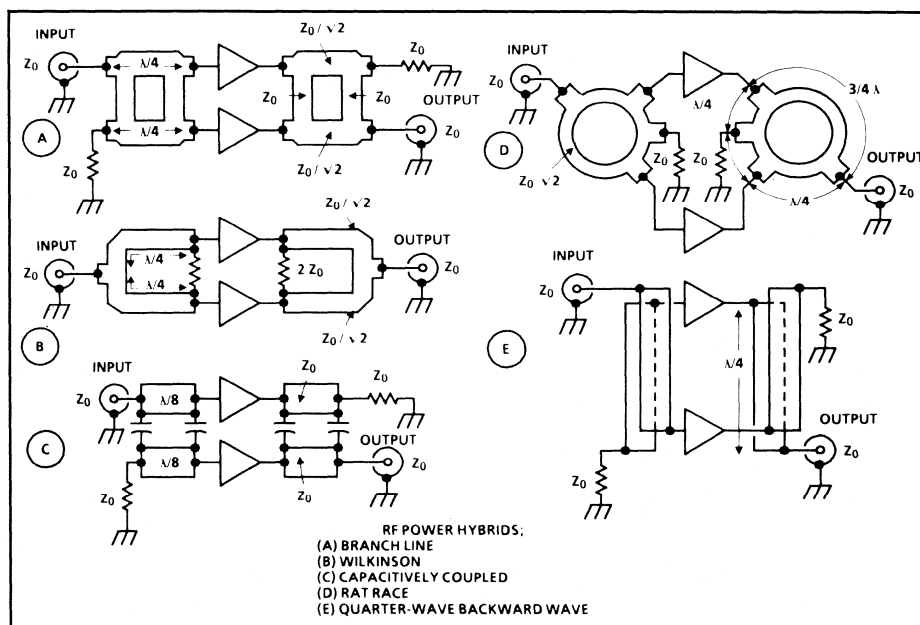 INPUT
Z0
λ/4
λ/4
Z0
A
Z0 / √2
Z0
Z0
Z0 / √2
Z0
OUTPUT
Z0
INPUT
Z0
λ/4
λ/4
B
Z0 / √2
2 Z0
Z0 / √2
OUTPUT
Z0
INPUT
Z0
λ/8
λ/8
Z0
C
Z0
Z0
Z0
OUTPUT
Z0
INPUT
Z0
D
Z0 √2
Z0
λ/4
Z0
3/4 λ
λ/4
OUTPUT
Z0
INPUT
Z0
E
Z0
λ/4
Z0
OUTPUT
Z0
RF POWER HYBRIDS;
(A) BRANCH LINE
(B) WILKINSON
(C) CAPACITIVELY COUPLED
(D) RAT RACE
(E) QUARTER-WAVE BACKWARD WAVE